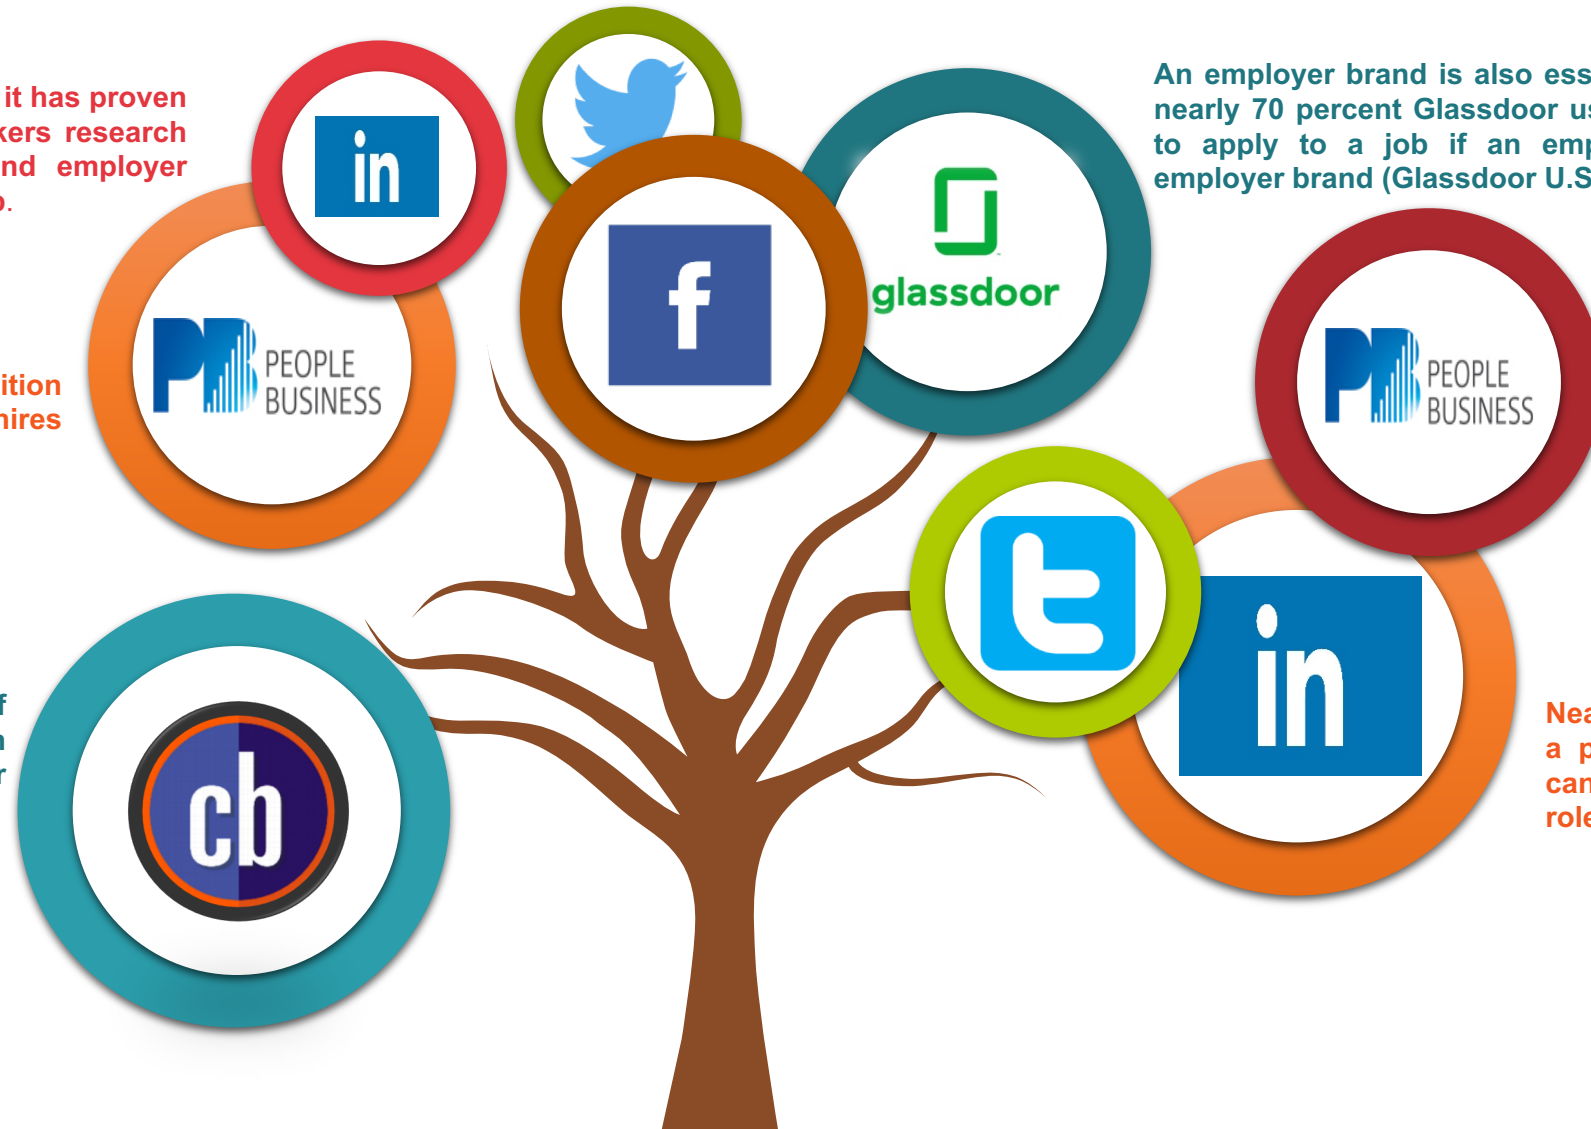 it has proven
kers research
nd employer
.
An employer brand is also ess
nearly 70 percent Glassdoor us
to apply to a job if an emp
employer brand (Glassdoor U.S
in
f
glassdoor
PEOPLE
BUSINESS
PEOPLE
BUSINESS
ition
hires
t
in
f
r
cb
Nea
a p
can
role